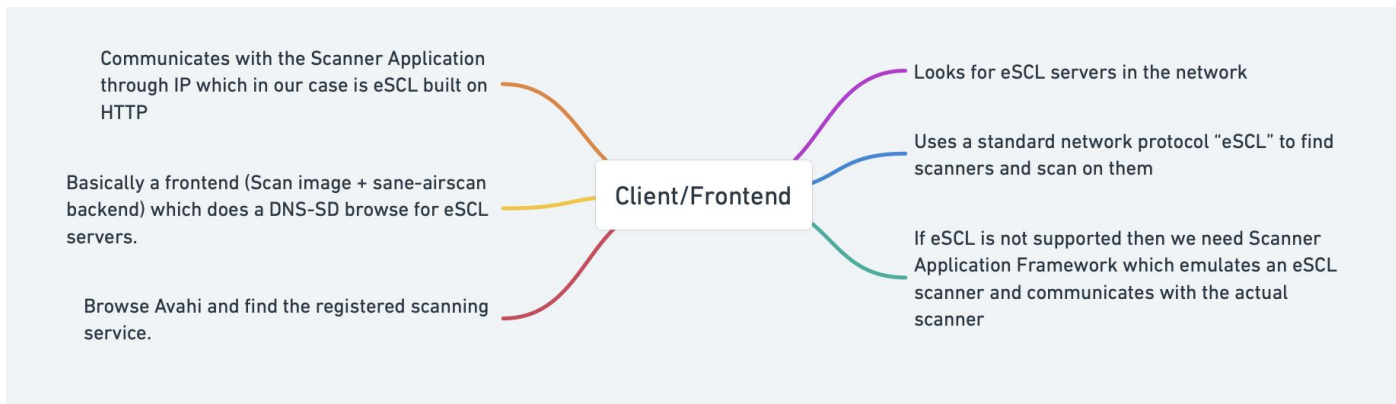 Communicates with the Scanner Application
through IP which in our case is eSCL built on
HTTP
Basically a frontend (Scan image + sane-airscan
backend) which does a DNS-SD browse for eSCL
servers.
Browse Avahi and find the registered scanning
service.
Client/Frontend
Looks for eSCL servers in the network
Uses a standard network protocol “eSCL” to find
scanners and scan on them
If eSCL is not supported then we need Scanner
Application Framework which emulates an eSCL
scanner and communicates with the actual
scanner